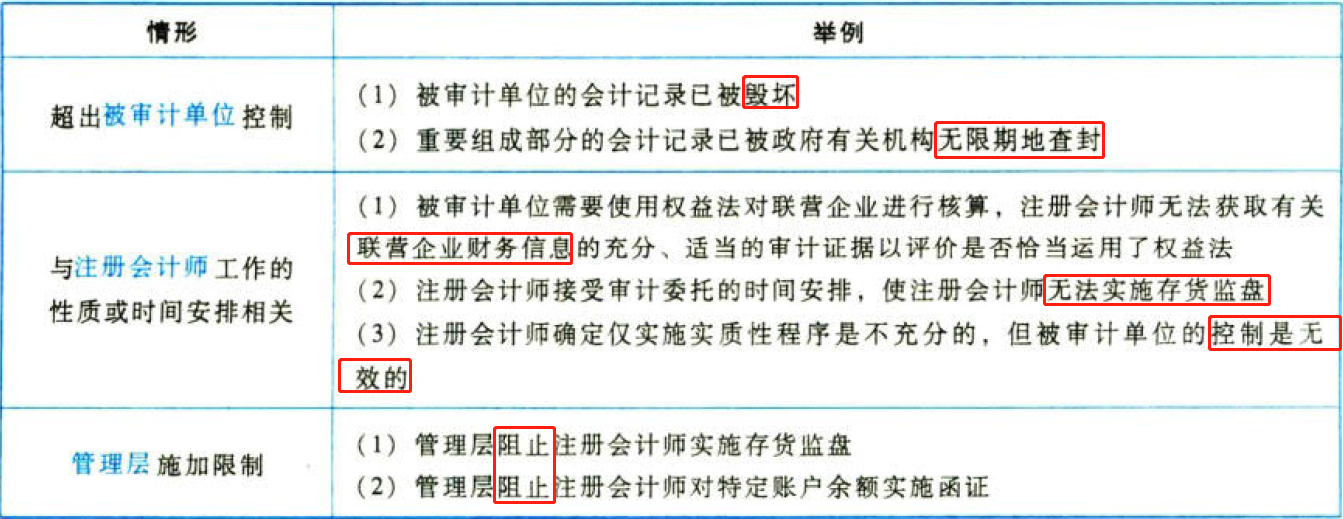 情形
举例
超出被审计单位控制
（1）被审计单位的会计记录已被毁坏
（2）重要组成部分的会计记录已被政府有关机构无限期地查封
与注册会计师工作的
性质或时间安排相关
（1）被审计单位需要使用权益法对联营企业进行核算，注册会计师无法获取有关
联营企业财务信息的充分、适当的审计证据以评价是否恰当运用了权益法
（2）注册会计师接受审计委托的时间安排，使注册会计师无法实施存货监盘
（3）注册会计师确定仅实施实质性程序是不充分的，但被审计单位的控制是无
效的
管理层施加限制
（1）管理层阻止注册会计师实施存货监盘
（2）管理层阻止注册会计师对特定账户余额实施函证